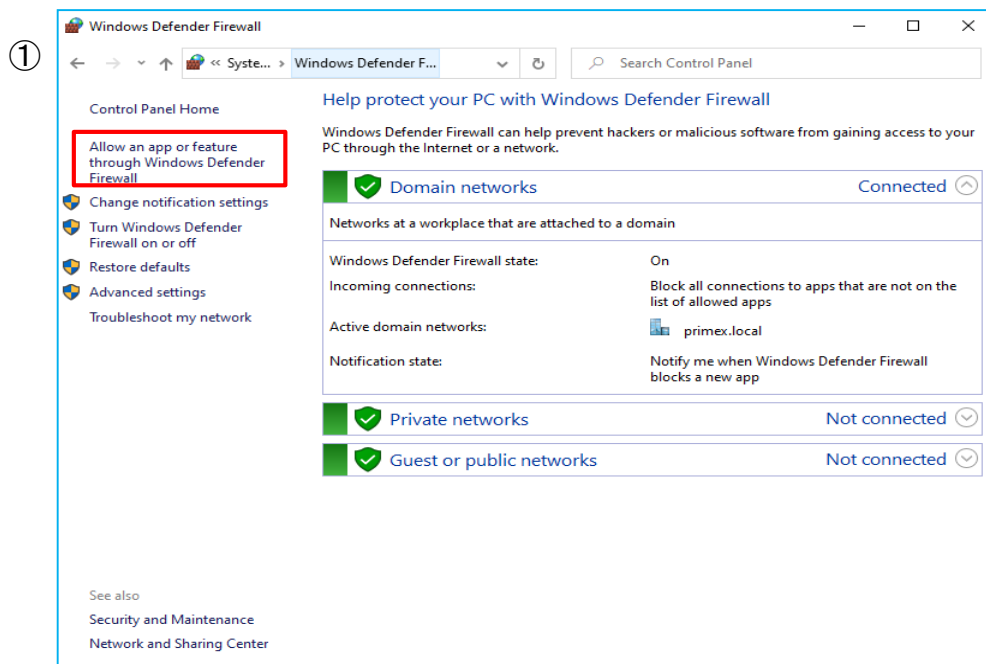 ①
Windows Defender Firewall
« Syste... › Windows Defender F...
Search Control Panel
Control Panel Home
Allow an app or feature
through Windows Defender
Firewall
Change notification settings
Turn Windows Defender
Firewall on or off
Restore defaults
Advanced settings
Troubleshoot my network
Help protect your PC with Windows Defender Firewall
Windows Defender Firewall can help prevent hackers or malicious software from gaining access to your
PC through the Internet or a network.
Domain networks Connected
Networks at a workplace that are attached to a domain
Windows Defender Firewall state: On
Incoming connections: Block all connections to apps that are not on the
list of allowed apps
Active domain networks: primex.local
Notification state: Notify me when Windows Defender Firewall
blocks a new app
Private networks Not connected
Guest or public networks Not connected
See also
Security and Maintenance
Network and Sharing Center